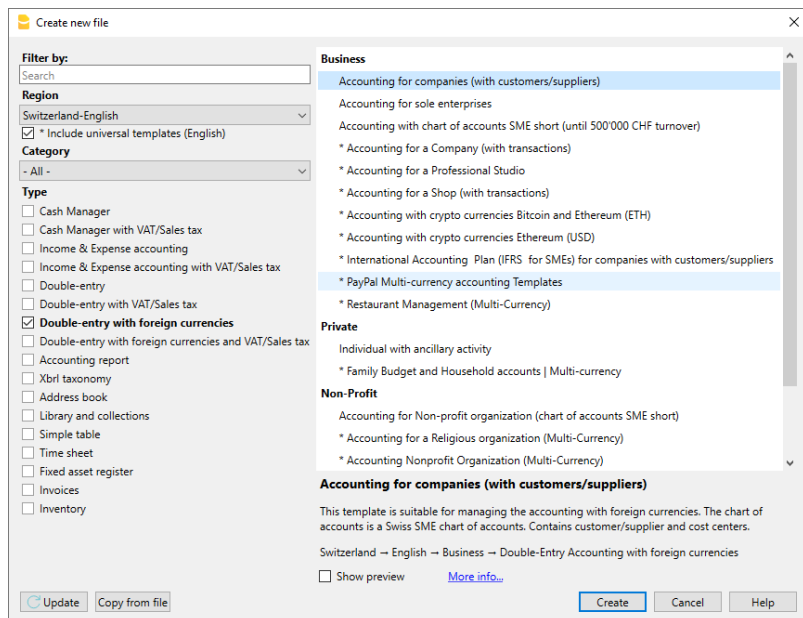 Create new file
Filter by:
Search
Region
Switzerland-English
* Include universal templates (English)
Category
- All -
Type
Cash Manager
Cash Manager with VAT/Sales tax
Income & Expense accounting
Income & Expense accounting with VAT/Sales tax
Double-entry
Double-entry with VAT/Sales tax
Double-entry with foreign currencies
Double-entry with foreign currencies and VAT/Sales tax
Accounting report
Xbrl taxonomy
Address book
Library and collections
Simple table
Time sheet
Fixed asset register
Invoices
Inventory
Update
Copy from file
Business
Accounting for companies (with customers/suppliers)
Accounting for sole enterprises
Accounting with chart of accounts SME short (until 500'000 CHF turnover)
* Accounting for a Company (with transactions)
* Accounting for a Professional Studio
* Accounting for a Shop (with transactions)
* Accounting with crypto currencies Bitcoin and Ethereum (ETH)
* Accounting with crypto currencies Ethereum (USD)
* International Accounting Plan (IFRS for SMEs) for companies with customers/suppliers
* PayPal Multi-currency accounting Templates
* Restaurant Management (Multi-Currency)
Private
Individual with ancillary activity
* Family Budget and Household accounts | Multi-currency
Non-Profit
Accounting for Non-profit organization (chart of accounts SME short)
* Accounting for a Religious organization (Multi-Currency)
* Accounting Nonprofit Organization (Multi-Currency)
Accounting for companies (with customers/suppliers)
This template is suitable for managing the accounting with foreign currencies. The chart of
accounts is a Swiss SME chart of accounts. Contains customer/supplier and cost centers.
Switzerland → English → Business → Double-Entry Accounting with foreign currencies
Show preview
More info...
Create
Cancel
Help